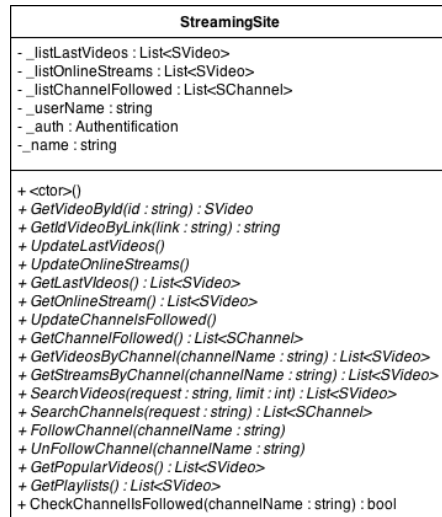 StreamingSite
- _listLastVideos : List<SVideo>
- _listOnlineStreams : List<SVideo>
- _listChannelFollowed : List<SChannel>
- _userName : string
- _auth : Authentification
-_name : string
+ <ctor>()
+ GetVideoById(id : string) : SVideo
+ GetIdVideoByLink(link : string) : string
+ UpdateLastVideos()
+ UpdateOnlineStreams()
+ GetLastVIdeos() : List<SVideo>
+ GetOnlineStream() : List<SVideo>
+ UpdateChannelsFollowed()
+ GetChannelFollowed() : List<SChannel>
+ GetVideosByChannel(channelName : string) : List<SVideo>
+ GetStreamsByChannel(channelName : string) : List<SVideo>
+ SearchVideos(request : string, limit : int) : List<SVideo>
+ SearchChannels(request : string) : List<SChannel>
+ FollowChannel(channelName : string)
+ UnFollowChannel(channelName : string)
+ GetPopularVideos() : List<SVideo>
+ GetPlaylists() : List<SVideo>
+ CheckChannelIsFollowed(channelName : string) : bool